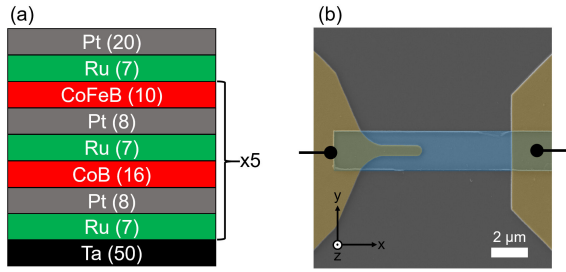 (a)
Pt (20)
Ru (7)
CoFeB (10)
Pt (8)
Ru (7)
CoB (16)
Pt (8)
Ru (7)
Ta (50)
x5
(b)
y
z
x
2 µm